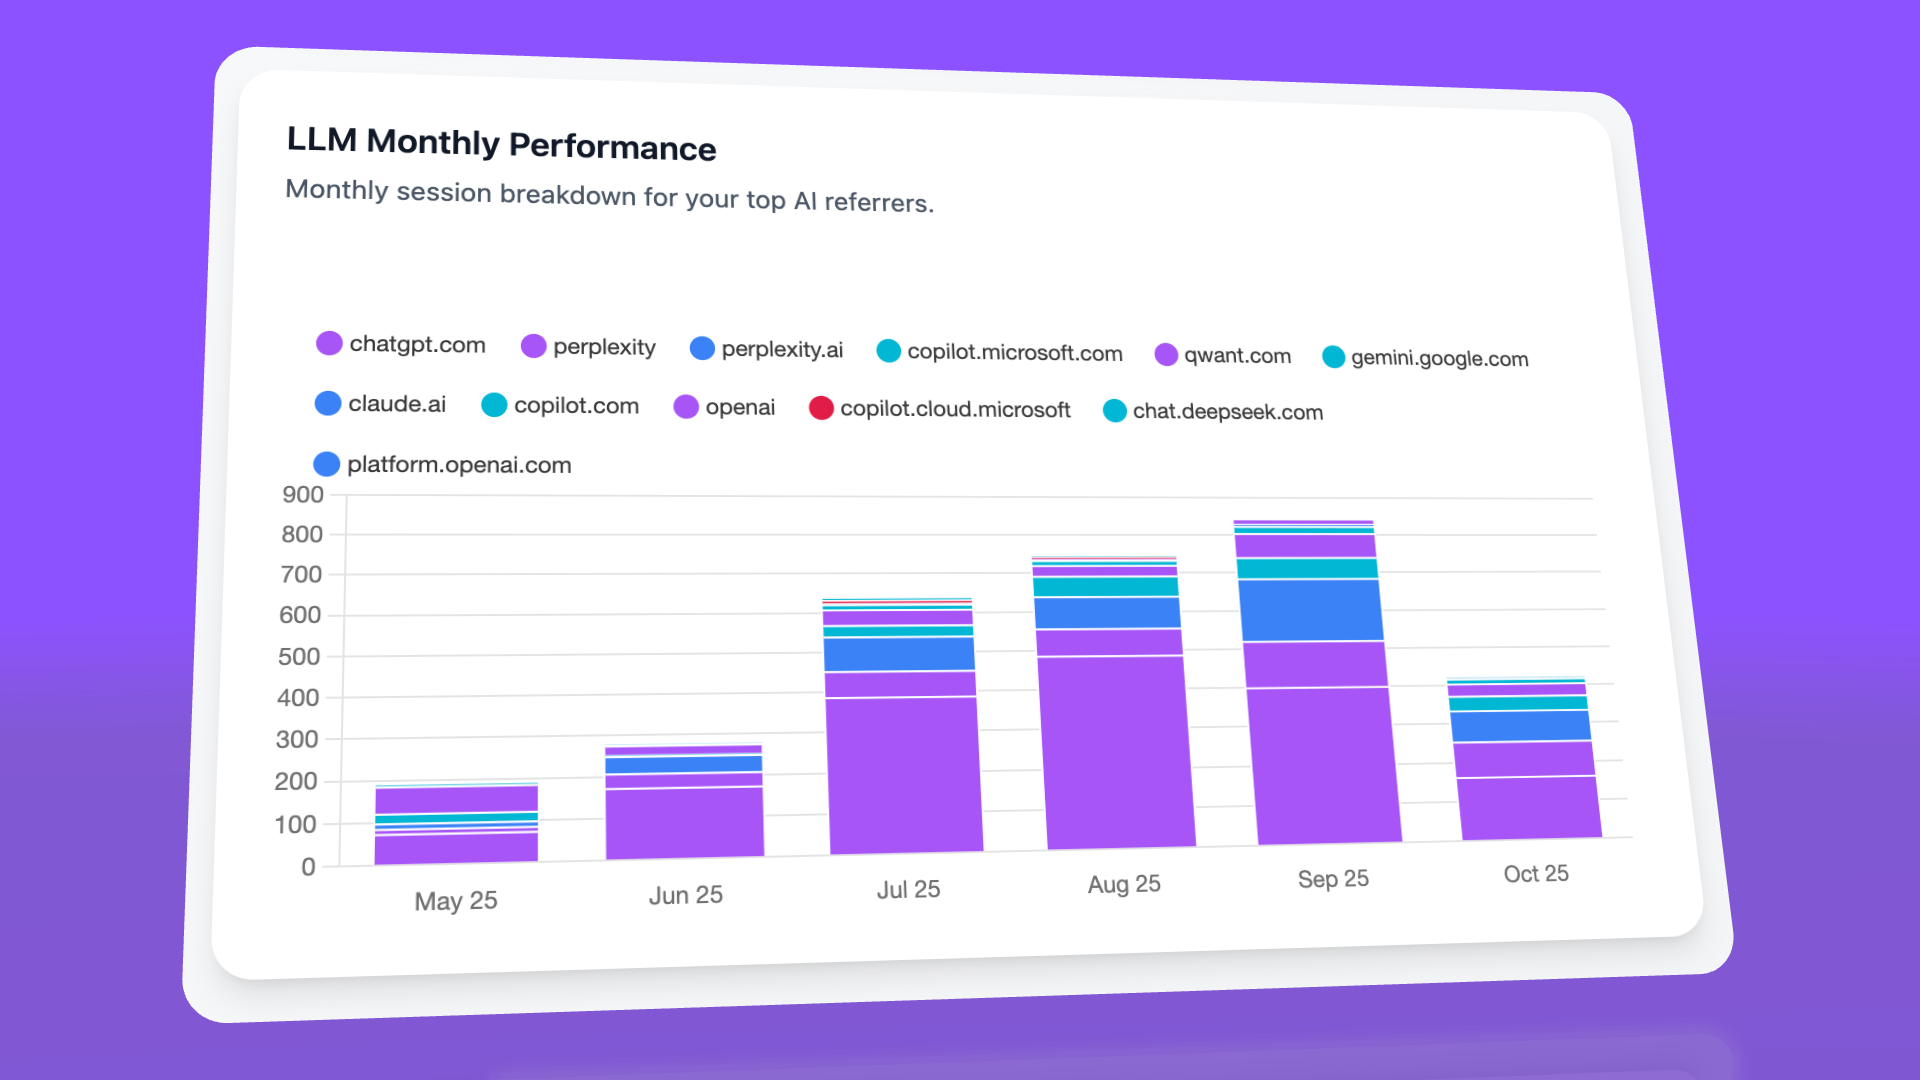 LLM Monthly Performance
Monthly session breakdown for your top AI referrers.
chatgpt.com perplexity perplexity.ai copilot.microsoft.com qwant.com gemini.google.com
claude.ai copilot.com openai copilot.cloud.microsoft chat.deepseek.com
platform.openai.com
900
800
700
600
500
400
300
200
100
0
May 25 Jun 25 Jul 25 Aug 25 Sep 25 Oct 25